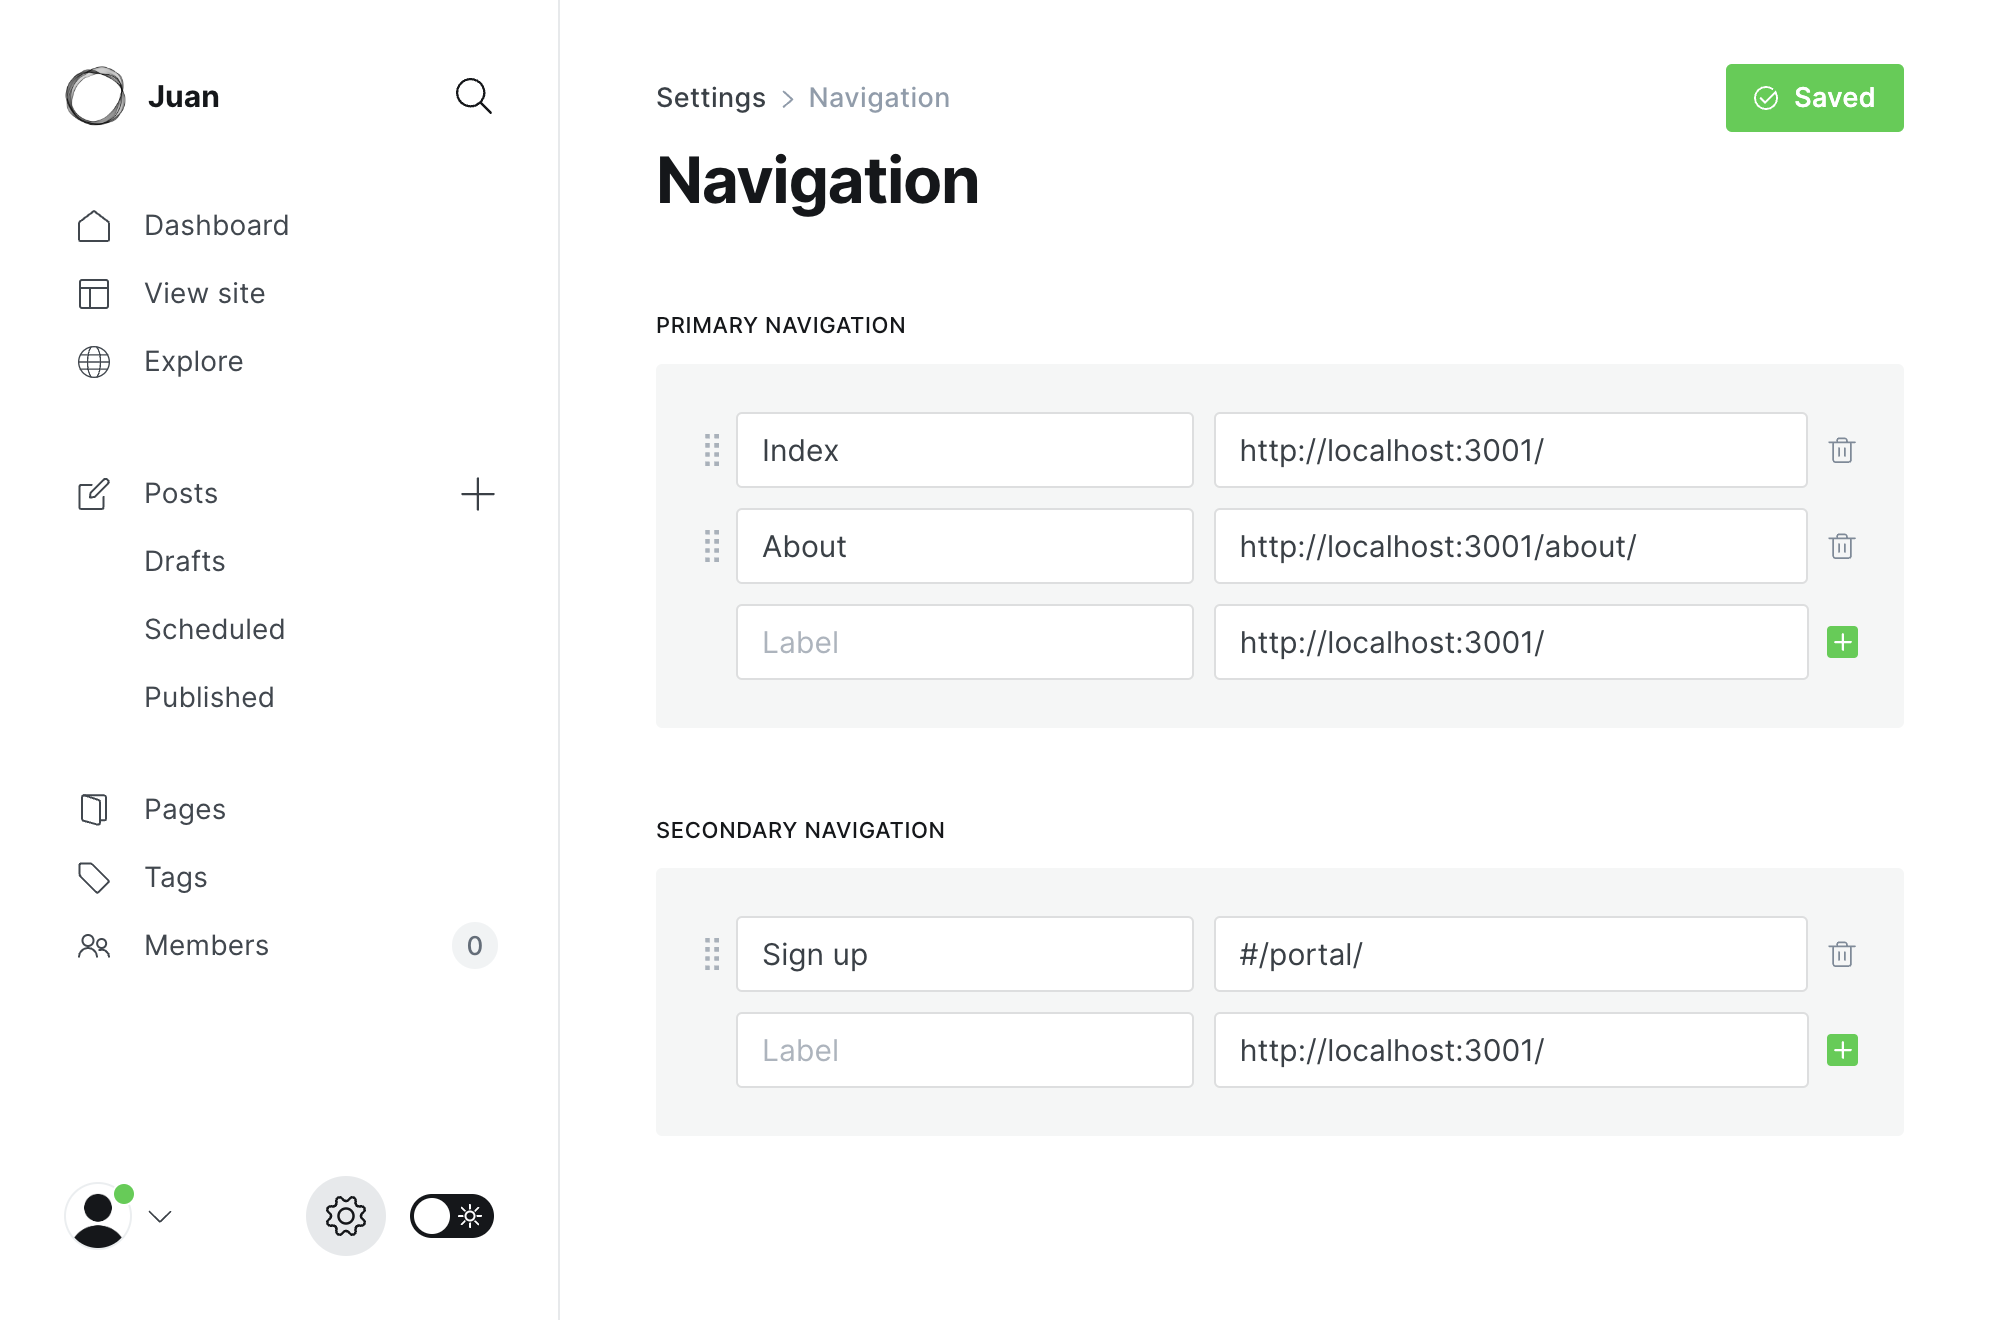 Juan
Dashboard
View site
Explore
Posts
Drafts
Scheduled
Published
Pages
Tags
Members 0
Settings > Navigation
Saved
Navigation
PRIMARY NAVIGATION
Index http://localhost:3001/
About http://localhost:3001/about/
Label http://localhost:3001/
SECONDARY NAVIGATION
Sign up #/portal/
Label http://localhost:3001/